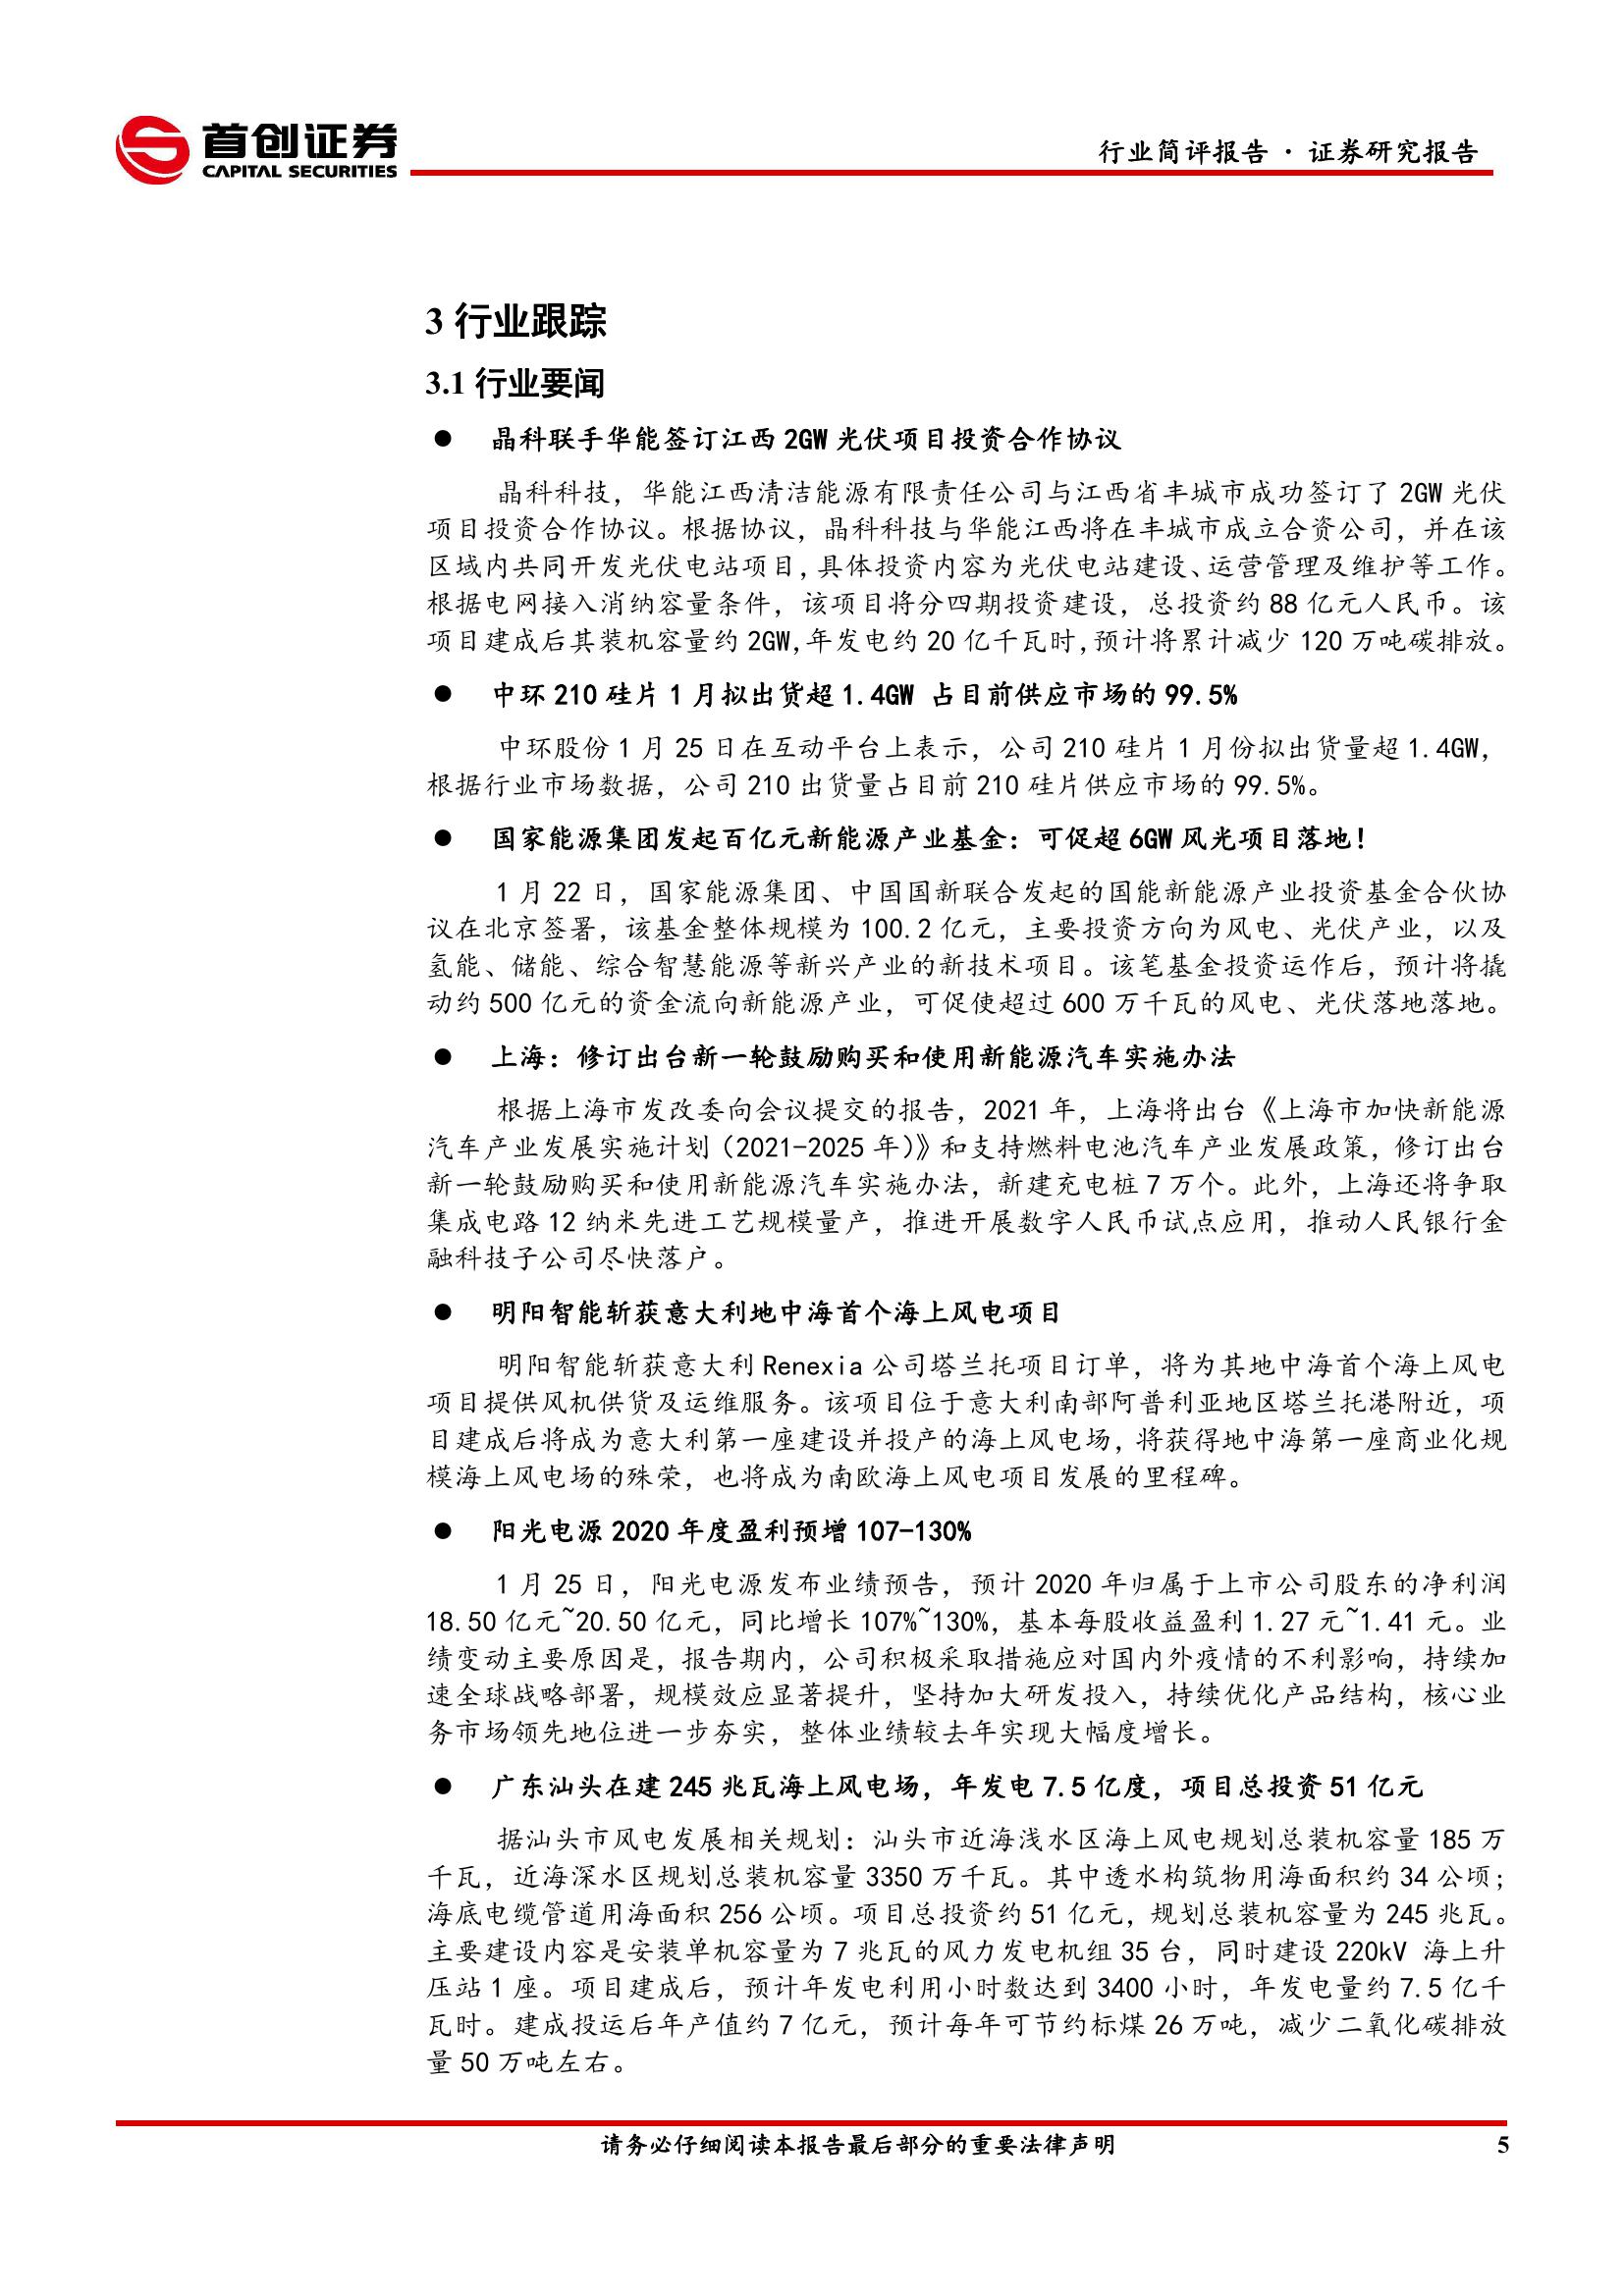 首创证券
CAPITAL SECURITIES
行业简评报告 · 证券研究报告
3 行业跟踪
3.1 行业要闻
● 晶科联手华能签订江西 2GW 光伏项目投资合作协议
晶科科技，华能江西清洁能源有限责任公司与江西省丰城市成功签订了 2GW 光伏
项目投资合作协议。根据协议，晶科科技与华能江西将在丰城市成立合资公司，并在该
区域内共同开发光伏电站项目，具体投资内容为光伏电站建设、运营管理及维护等工作。
根据电网接入消纳容量条件，该项目将分四期投资建设，总投资约 88 亿元人民币。该
项目建成后其装机容量约 2GW，年发电约 20 亿千瓦时，预计将累计减少 120 万吨碳排放。
● 中环 210 硅片 1 月拟出货超 1.4GW 占目前供应市场的 99.5%
中环股份 1 月 25 日在互动平台上表示，公司 210 硅片 1 月份拟出货量超 1.4GW，
根据行业市场数据，公司 210 出货量占目前 210 硅片供应市场的 99.5%。
● 国家能源集团发起百亿元新能源产业基金：可促超 6GW 风光项目落地！
1 月 22 日，国家能源集团、中国国新联合发起的国能新能源产业投资基金合伙协
议在北京签署，该基金整体规模为 100.2 亿元，主要投资方向为风电、光伏产业，以及
氢能、储能、综合智慧能源等新兴产业的新技术项目。该笔基金投资运作后，预计将撬
动约 500 亿元的资金流向新能源产业，可促使超过 600 万千瓦的风电、光伏落地落地。
● 上海：修订出台新一轮鼓励购买和使用新能源汽车实施办法
根据上海市发改委向会议提交的报告，2021 年，上海将出台《上海市加快新能源
汽车产业发展实施计划（2021-2025 年）》和支持燃料电池汽车产业发展政策，修订出台
新一轮鼓励购买和使用新能源汽车实施办法，新建充电桩 7 万个。此外，上海还将争取
集成电路 12 纳米先进工艺规模量产，推进开展数字人民币试点应用，推动人民银行金
融科技子公司尽快落户。
● 明阳智能斩获意大利地中海首个海上风电项目
明阳智能斩获意大利 Renexia 公司塔兰托项目订单，将为其地中海首个海上风电
项目提供风机供货及运维服务。该项目位于意大利南部阿普利亚地区塔兰托港附近，项
目建成后将成为意大利第一座建设并投产的海上风电场，将获得地中海第一座商业化规
模海上风电场的殊荣，也将成为南欧海上风电项目发展的里程碑。
● 阳光电源 2020 年度盈利预增 107-130%
1 月 25 日，阳光电源发布业绩预告，预计 2020 年归属于上市公司股东的净利润
18.50 亿元~20.50 亿元，同比增长 107%~130%，基本每股收益盈利 1.27 元~1.41 元。业
绩变动主要原因是，报告期内，公司积极采取措施应对国内外疫情的不利影响，持续加
速全球战略部署，规模效应显著提升，坚持加大研发投入，持续优化产品结构，核心业
务市场领先地位进一步夯实，整体业绩较去年实现大幅度增长。
● 广东汕头在建 245 兆瓦海上风电场，年发电 7.5 亿度，项目总投资 51 亿元
据汕头市风电发展相关规划：汕头市近海浅水区海上风电规划总装机容量 185 万
千瓦，近海深水区规划总装机容量 3350 万千瓦。其中透水构筑物用海面积约 34 公顷；
海底电缆管道用海面积 256 公顷。项目总投资约 51 亿元，规划总装机容量为 245 兆瓦。
主要建设内容是安装单机容量为 7 兆瓦的风力发电机组 35 台，同时建设 220kV 海上升
压站 1 座。项目建成后，预计年发电利用小时数达到 3400 小时，年发电量约 7.5 亿千
瓦时。建成投运后年产值约 7 亿元，预计每年可节约标煤 26 万吨，减少二氧化碳排放
量 50 万吨左右。
请务必仔细阅读本报告最后部分的重要法律声明 5